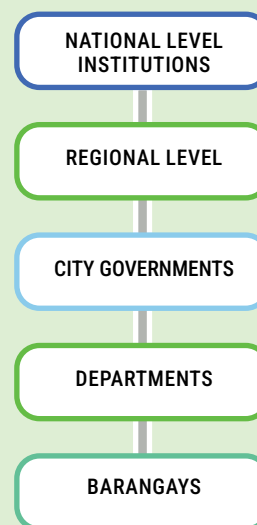 NATIONAL LEVEL
INSTITUTIONS
REGIONAL LEVEL
CITY GOVERNMENTS
DEPARTMENTS
BARANGAYS